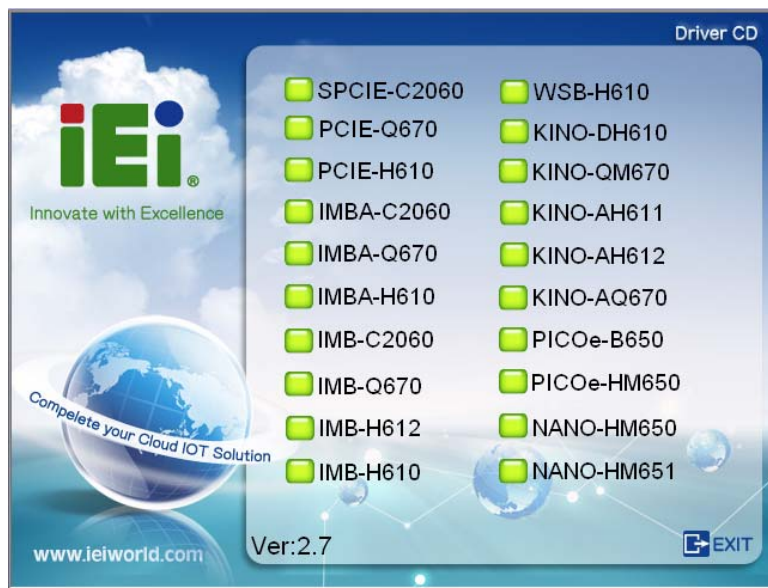 Driver CD
iEi®
Innovate with Excellence
SPCIE-C2060
PCIE-Q670
PCIE-H610
IMBA-C2060
IMBA-Q670
IMBA-H610
IMB-C2060
IMB-Q670
IMB-H612
IMB-H610
WSB-H610
KINO-DH610
KINO-QM670
KINO-AH611
KINO-AH612
KINO-AQ670
PICOe-B650
PICOe-HM650
NANO-HM650
NANO-HM651
Compelete your Cloud IOT Solution
www.ieiworld.com
Ver:2.7
EXIT